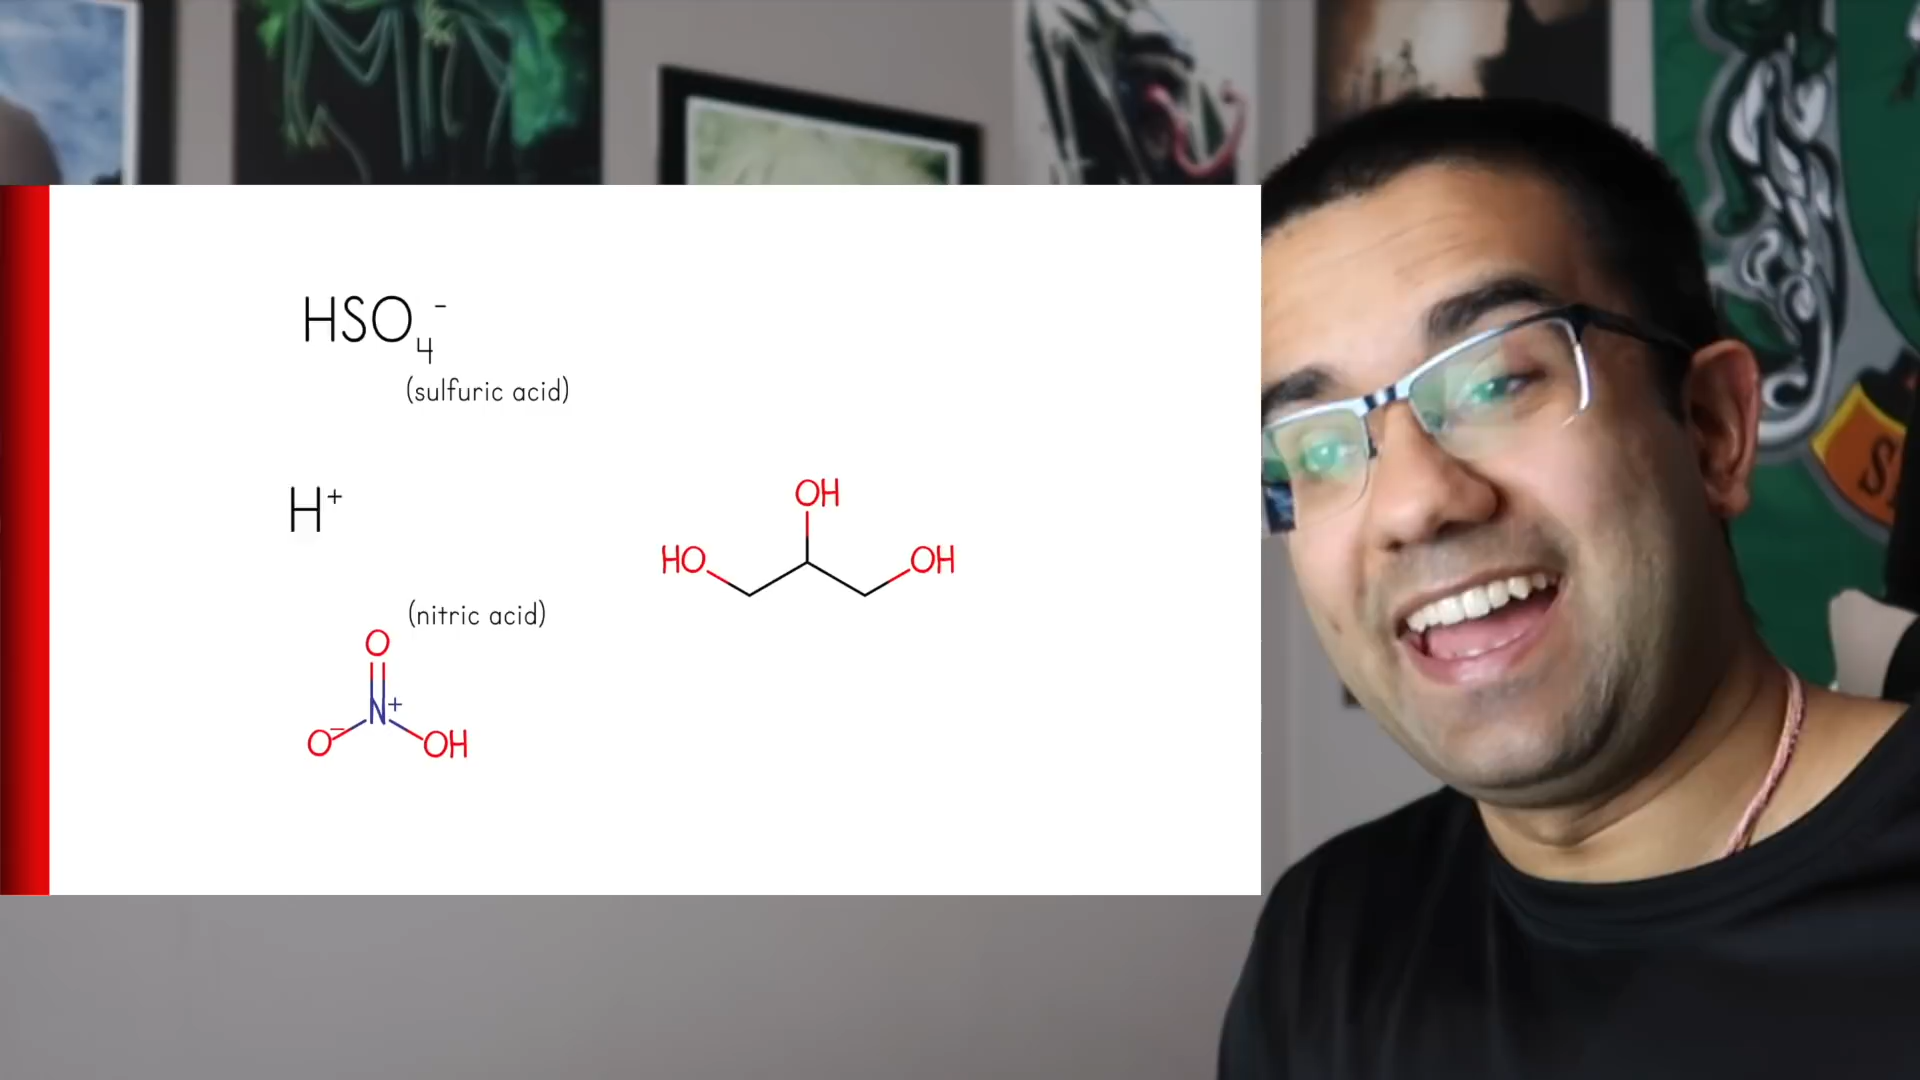 HSO₄⁻
(sulfuric acid)
H⁺
OH
HO
OH
(nitric acid)
O
N⁺
O⁻
OH
S